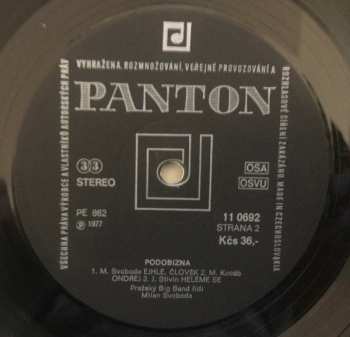 VYHRAŽENA. ROZMNOŽOVÁNÍ, VEŘEJNÉ PROVOZOVÁNÍ A
ROZHLASOVÉ ŠÍŘENÍ ZAKÁZÁNO. MADE IN CZECHOSLOVAKIA
VŠECHNA PRÁVA VÝROBCE A VLASTNÍKŮ AUTORSKÝCH PRÁV
PANTON
33
STEREO
OSA
OSVU
PE 862
℗ 1977
11 0692
STRANA 2
Kčs 36,-
PODOBIZNA
1. M. Svoboda EJHLE, ČLOVĚK 2. M.
ONDŘEJ 3. J. Stivín HELEME SE
Pražský Big Band řídí
Milan Svoboda